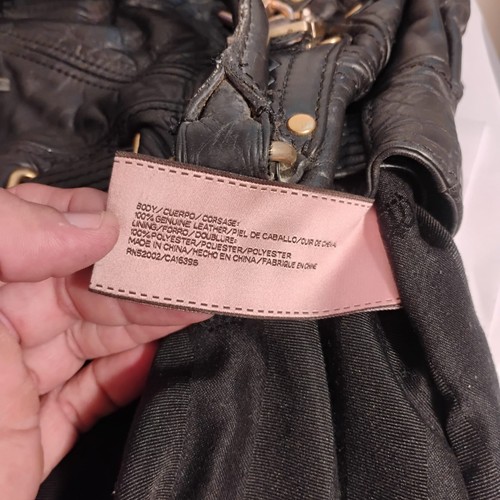 BODY/CUERPO/CORSAGE:
100% GENUINE LEATHER/PIEL DE CABALLO/CUIR DE CHEVAL
LINING/FORRO/DOUBLURE:
100% POLYESTER/POLIESTER/POLYESTER
MADE IN CHINA/HECHO EN CHINA/FABRIQUE EN CHINE
RN52002/CA16396